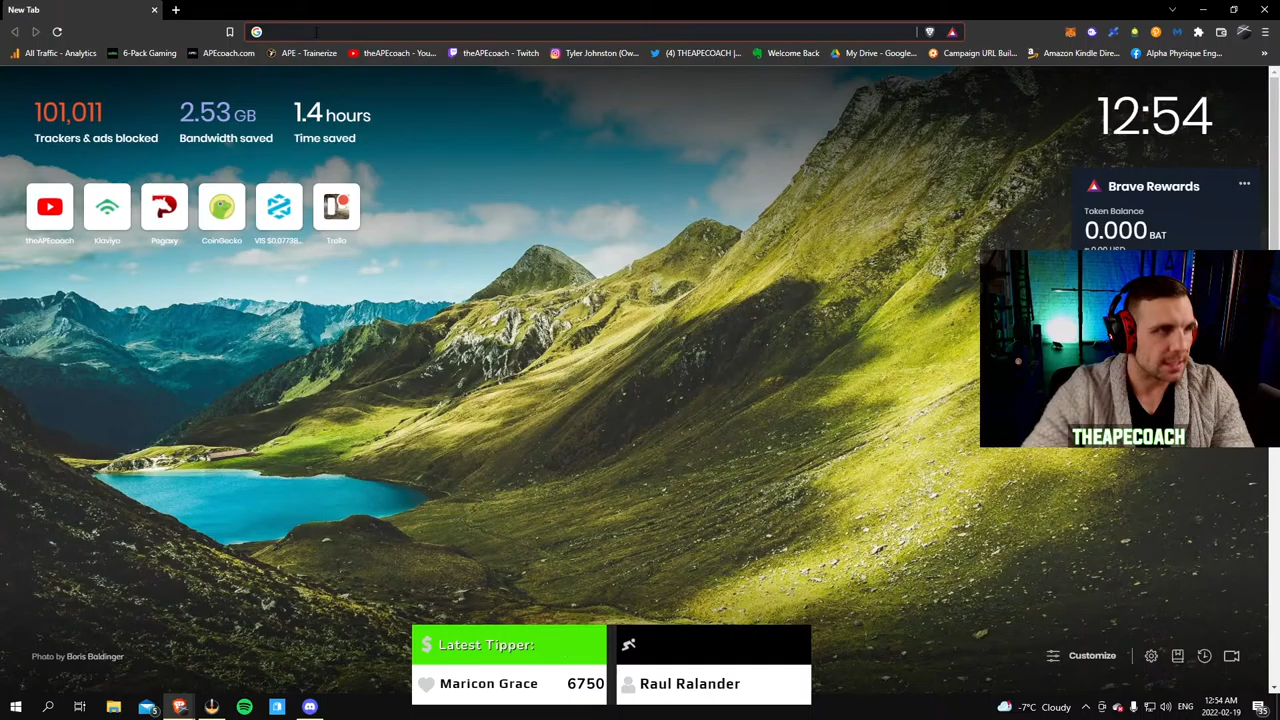 New Tab
All Traffic - Analytics
6-Pack Gaming
APEcoach.com
APE - Trainerize
theAPEcoach - You...
theAPEcoach - Twitch
Tyler Johnston (Ow...
(4) (THEAPECOACH...
Welcome Back
My Drive - Google...
Campaign URL Buil...
Amazon Kindle Dire...
Alpha Physique Eng...
101,011
Trackers & ads blocked
2.53 GB
Bandwidth saved
1.4 hours
Time saved
12:54
theAPEcoach
Klaviyo
Pegaxy
CoinGecko
VIS $0.07738...
Trello
Brave Rewards
Token Balance
0.000 BAT
THEAPECOACH
$ Latest Tipper:
Maricon Grace 6750
Raul Ralander
Photo by Boris Baldinger
Customize
-7°C Cloudy
ENG
12:54 AM
2022-02-19